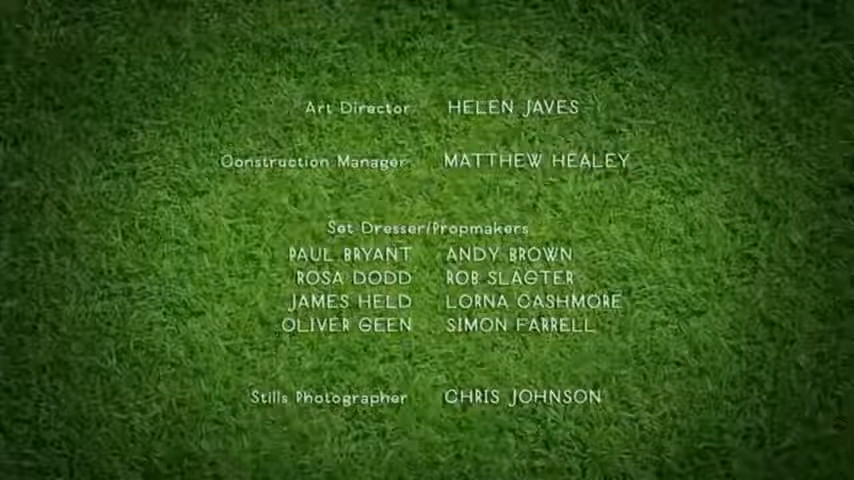 Art Director HELEN JAVES
Construction Manager MATTHEW HEALEY
Set Dresser/Propmakers
PAUL BRYANT ANDY BROWN
ROSA DODD ROB SLAGTER
JAMES HELD LORNA CASHMORE
OLIVER GEEN SIMON FARRELL
Stills Photographer CHRIS JOHNSON